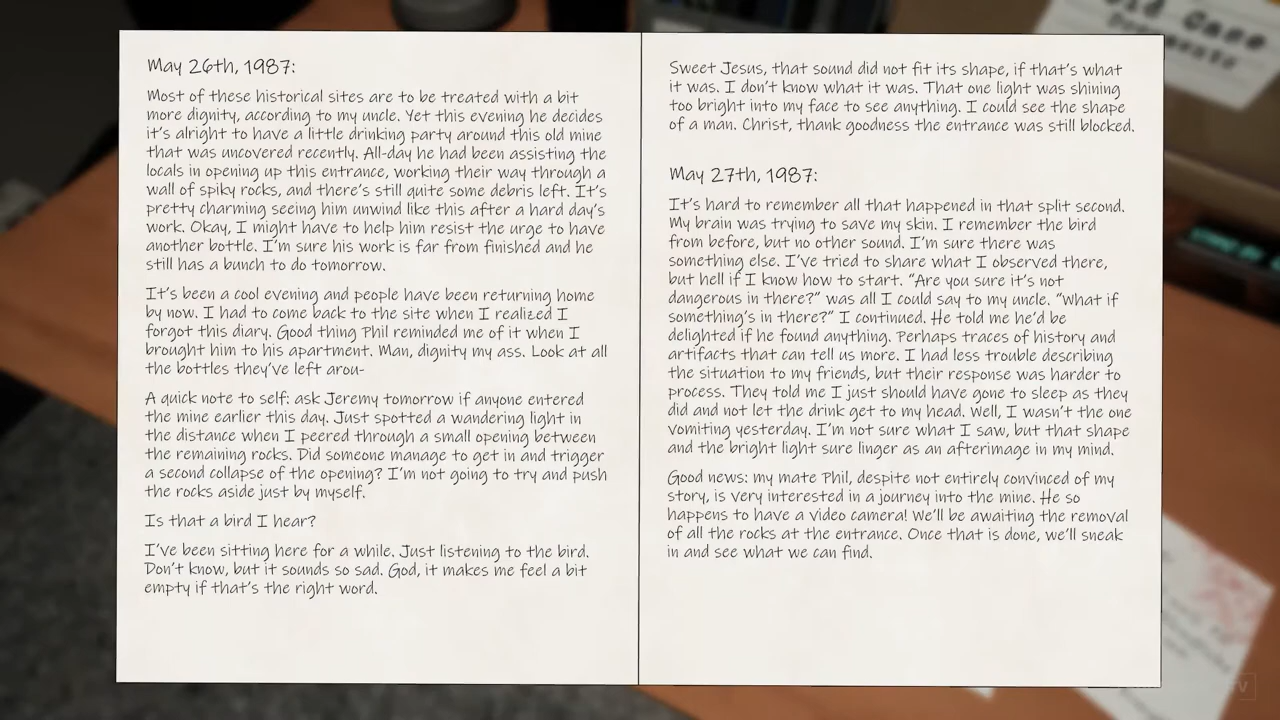 May 26th, 1987:
Most of these historical sites are to be treated with a bit
more dignity, according to my uncle. Yet this evening he decides
it's alright to have a little drinking party around this old mine
that was uncovered recently. All-day he had been assisting the
locals in opening up this entrance, working their way through a
wall of spiky rocks, and there's still quite some debris left. It's
pretty charming seeing him unwind like this after a hard day's
work. Okay, I might have to help him resist the urge to have
another bottle. I'm sure his work is far from finished and he
still has a bunch to do tomorrow.
It's been a cool evening and people have been returning home
by now. I had to come back to the site when I realized I
forgot this diary. Good thing Phil reminded me of it when I
brought him to his apartment. Man, dignity my ass. Look at all
the bottles they've left arou-
A quick note to self: ask Jeremy tomorrow if anyone entered
the mine earlier this day. Just spotted a wandering light in
the distance when I peered through a small opening between
the remaining rocks. Did someone manage to get in and trigger
a second collapse of the opening? I'm not going to try and push
the rocks aside just by myself.
Is that a bird I hear?
I've been sitting here for a while. Just listening to the bird.
Don't know, but it sounds so sad. God, it makes me feel a bit
empty if that's the right word.
Sweet Jesus, that sound did not fit its shape, if that's what
it was. I don't know what it was. That one light was shining
too bright into my face to see anything. I could see the shape
of a man. Christ, thank goodness the entrance was still blocked.
May 27th, 1987:
It's hard to remember all that happened in that split second.
My brain was trying to save my skin. I remember the bird
from before, but no other sound. I'm sure there was
something else. I've tried to share what I observed there,
but hell if I know how to start. "Are you sure it's not
dangerous in there?" was all I could say to my uncle. "What if
something's in there?" I continued. He told me he'd be
delighted if he found anything. Perhaps traces of history and
artifacts that can tell us more. I had less trouble describing
the situation to my friends, but their response was harder to
process. They told me I just should have gone to sleep as they
did and not let the drink get to my head. Well, I wasn't the one
vomiting yesterday. I'm not sure what I saw, but that shape
and the bright light sure linger as an afterimage in my mind.
Good news: my mate Phil, despite not entirely convinced of my
story, is very interested in a journey into the mine. He so
happens to have a video camera! We'll be awaiting the removal
of all the rocks at the entrance. Once that is done, we'll sneak
in and see what we can find.
Old Case